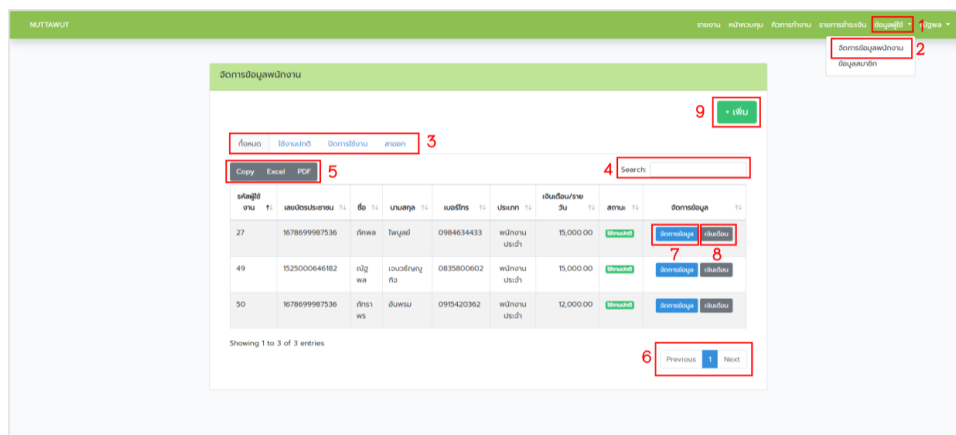 NUTTAWUT รายงาน หน้าควบคุม คิวการทำงาน รายการชำระเงิน ข้อมูลผู้ใช้ 1 ณัฐพล
จัดการข้อมูลพนักงาน 2
ข้อมูลสมาชิก
จัดการข้อมูลพนักงาน
9 + เพิ่ม
ทั้งหมด ใช้งานปกติ ปิดการใช้งาน ลาออก 3
Copy Excel PDF 5 4 Search:
รหัสผู้ใช้งาน เลขบัตรประชาชน ชื่อ นามสกุล เบอร์โทร ประเภท เงินเดือน/รายวัน สถานะ จัดการข้อมูล
27 1678699987536 ภัคพล ไพบูลย์ 0984634433 พนักงานประจำ 15,000.00 ใช้งานปกติ จัดการข้อมูล เงินเดือน
7 8
49 1525000646182 ณัฐพล เจนวรัญญูกิจ 0835800602 พนักงานประจำ 15,000.00 ใช้งานปกติ จัดการข้อมูล เงินเดือน
50 1678699987536 ภัทราพร อันพรม 0915420362 พนักงานประจำ 12,000.00 ใช้งานปกติ จัดการข้อมูล เงินเดือน
Showing 1 to 3 of 3 entries
6 Previous 1 Next